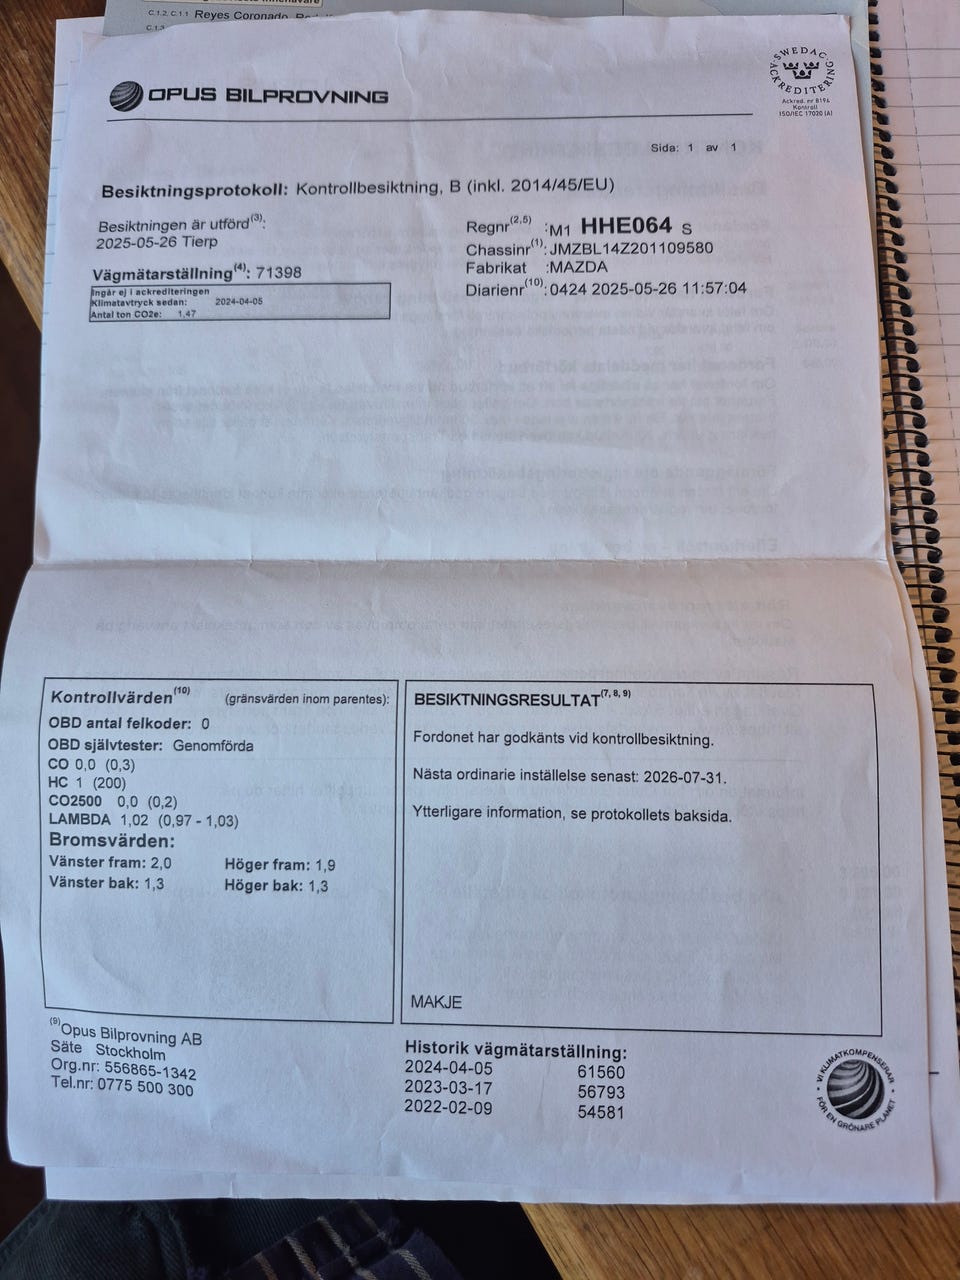 C.1.2, C.1.1 Reyes Coronado,
C.1.3
OPUS BILPROVNING
SWEDAC ACKREDITERING
Ackred. nr 8194
Kontroll
ISO/IEC 17020 (A)
Sida: 1 av 1
Besiktningsprotokoll: Kontrollbesiktning, B (inkl. 2014/45/EU)
Besiktningen är utförd(3):
2025-05-26 Tierp
Vägmätarställning(4): 71398
Ingår ej i ackrediteringen
Klimatavtryck sedan: 2024-04-05
Antal ton CO2e: 1,47
Regnr(2,5) :M1 HHE064 S
Chassinr(1):JMZBL14Z201109580
Fabrikat :MAZDA
Diarienr(10):0424 2025-05-26 11:57:04
Kontrollvärden(10) (gränsvärden inom parentes):
OBD antal felkoder: 0
OBD självtester: Genomförda
CO 0,0 (0,3)
HC 1 (200)
CO2500 0,0 (0,2)
LAMBDA 1,02 (0,97 - 1,03)
Bromsvärden:
Vänster fram: 2,0 Höger fram: 1,9
Vänster bak: 1,3 Höger bak: 1,3
BESIKTNINGSRESULTAT(7, 8, 9)
Fordonet har godkänts vid kontrollbesiktning.
Nästa ordinarie inställelse senast: 2026-07-31.
Ytterligare information, se protokollets baksida.
MAKJE
(9)Opus Bilprovning AB
Säte Stockholm
Org.nr: 556865-1342
Tel.nr: 0775 500 300
Historik vägmätarställning:
2024-04-05 61560
2023-03-17 56793
2022-02-09 54581
VI KLIMATKOMPENSERAR
FÖR EN GRÖNARE PLANET